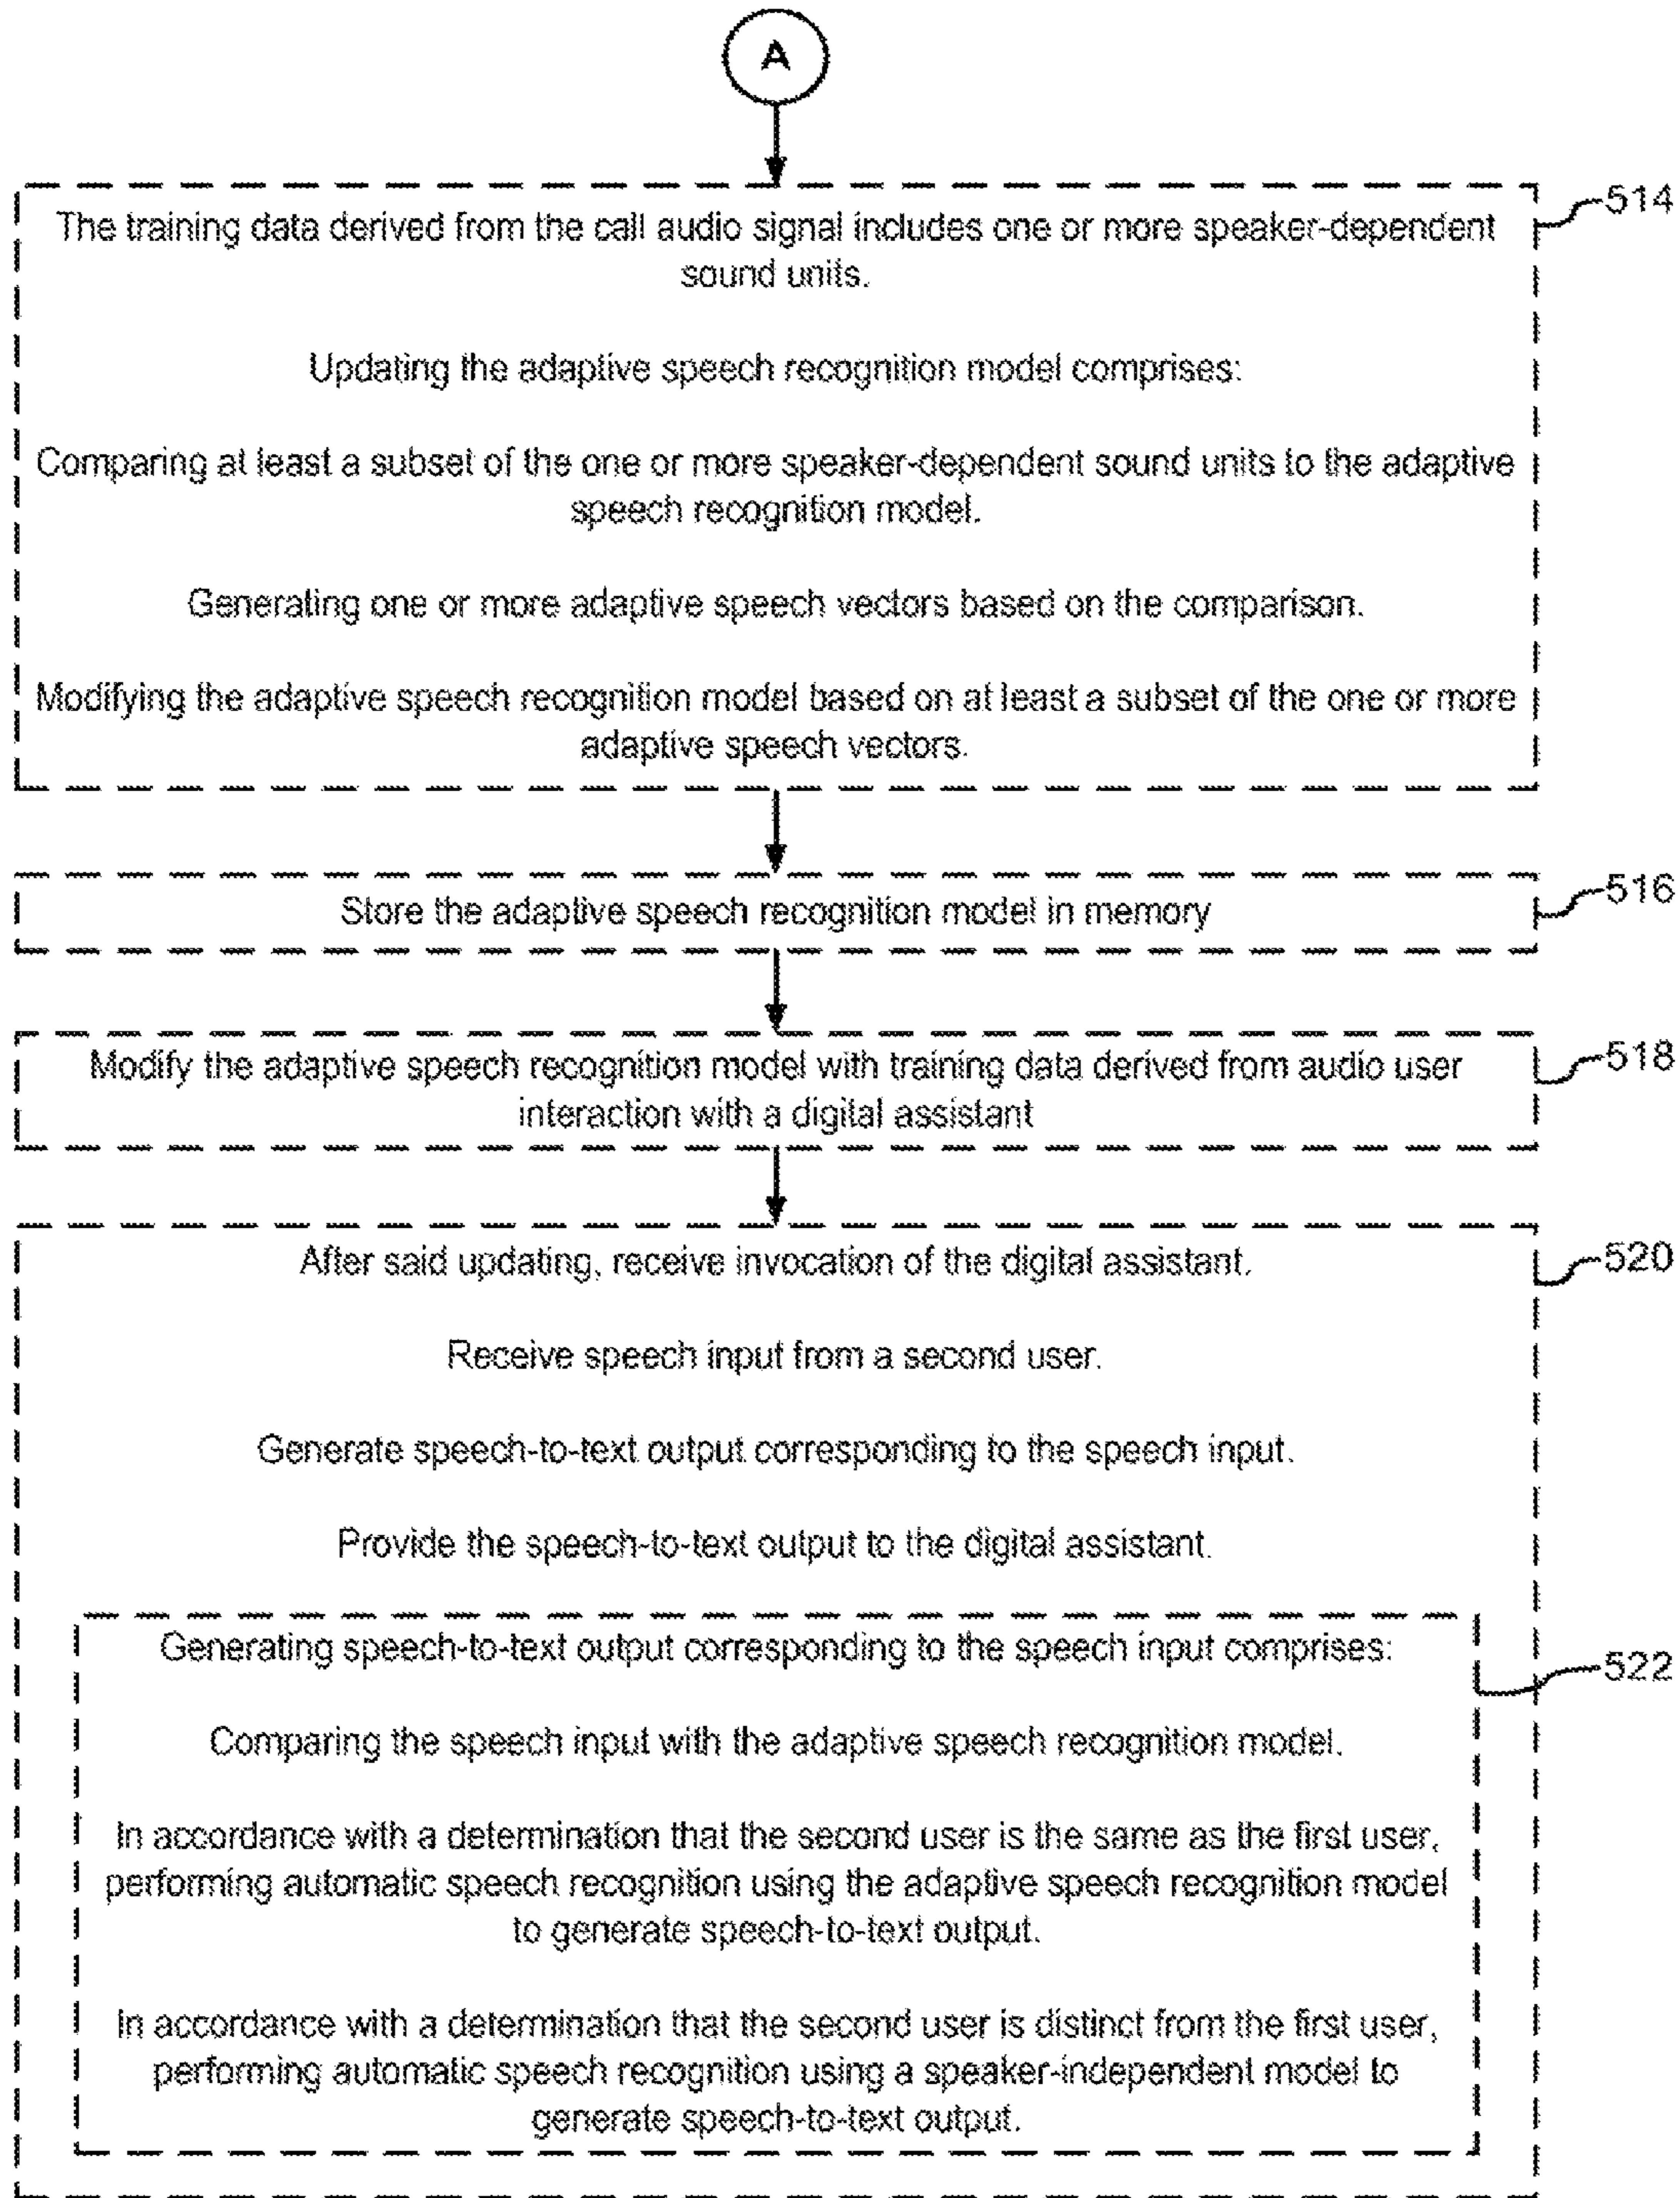 A
514
The training data derived from the call audio signal includes one or more speaker-dependent
sound units.
Updating the adaptive speech recognition model comprises:
Comparing at least a subset of the one or more speaker-dependent sound units to the adaptive
speech recognition model.
Generating one or more adaptive speech vectors based on the comparison.
Modifying the adaptive speech recognition model based on at least a subset of the one or more
adaptive speech vectors.
516
Store the adaptive speech recognition model in memory
518
Modify the adaptive speech recognition model with training data derived from audio user
interaction with a digital assistant
520
After said updating, receive invocation of the digital assistant.
Receive speech input from a second user.
Generate speech-to-text output corresponding to the speech input.
Provide the speech-to-text output to the digital assistant.
Generating speech-to-text output corresponding to the speech input comprises:
522
Comparing the speech input with the adaptive speech recognition model.
In accordance with a determination that the second user is the same as the first user,
performing automatic speech recognition using the adaptive speech recognition model
to generate speech-to-text output.
In accordance with a determination that the second user is distinct from the first user,
performing automatic speech recognition using a speaker-independent model to
generate speech-to-text output.